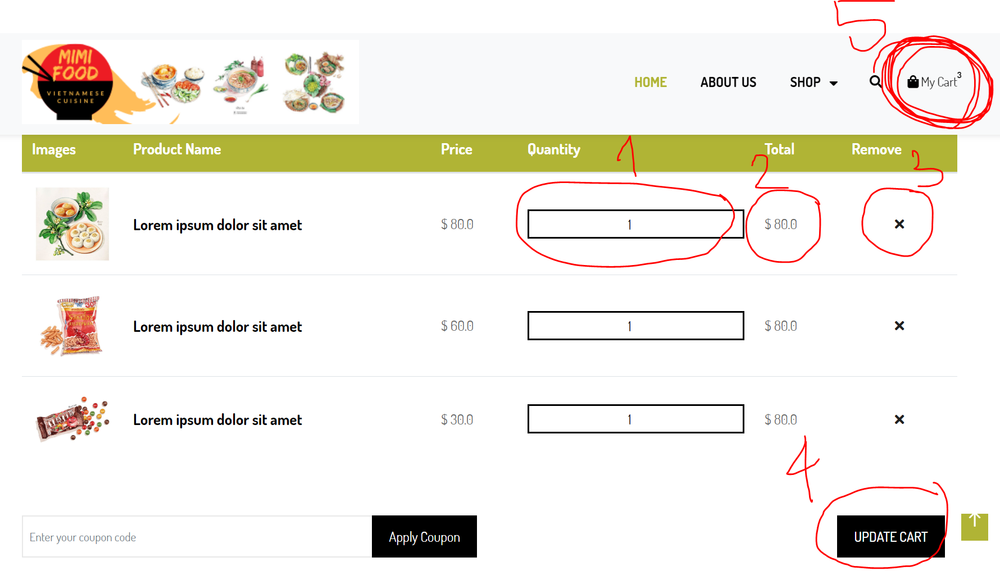 5
MIMI
FOOD
VIETNAMESE
CUISINE
HOME ABOUT US SHOP My Cart 3
Images Product Name Price Quantity 1 Total Remove
2 3
Lorem ipsum dolor sit amet $ 80.0 1 $ 80.0
Lorem ipsum dolor sit amet $ 60.0 1 $ 80.0
Lorem ipsum dolor sit amet $ 30.0 1 $ 80.0
4
Enter your coupon code Apply Coupon UPDATE CART